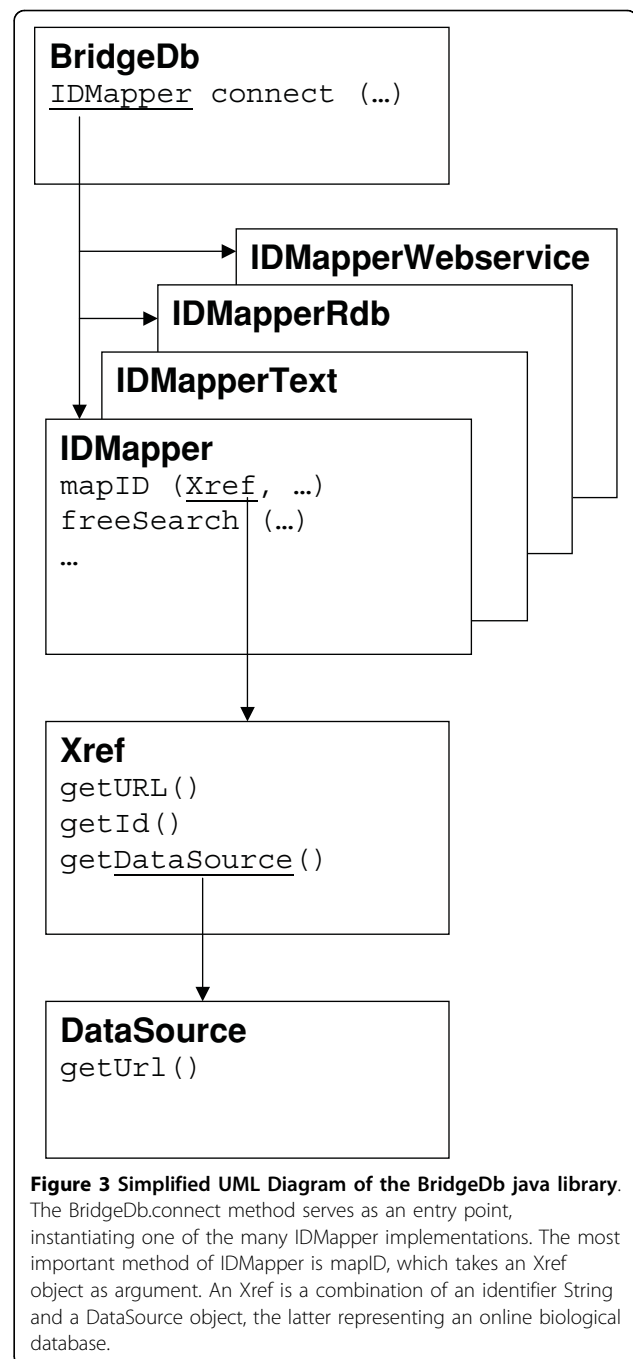 BridgeDb
IDMapper connect (…)
IDMapperWebservice
IDMapperRdb
IDMapperText
IDMapper
mapID (Xref, …)
freeSearch (…)
…
Xref
getURL()
getId()
getDataSource()
DataSource
getUrl()
Figure 3 Simplified UML Diagram of the BridgeDb java library.
The BridgeDb.connect method serves as an entry point,
instantiating one of the many IDMapper implementations. The most
important method of IDMapper is mapID, which takes an Xref
object as argument. An Xref is a combination of an identifier String
and a DataSource object, the latter representing an online biological
database.